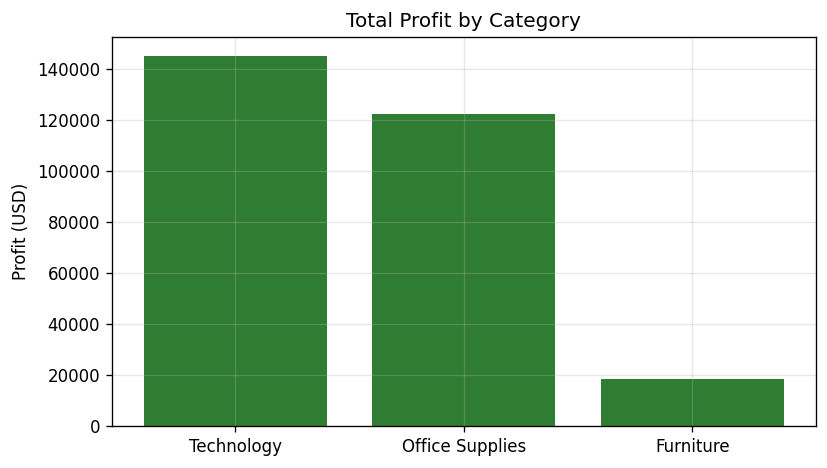 Total Profit by Category
Profit (USD)
140000
120000
100000
80000
60000
40000
20000
0
Technology
Office Supplies
Furniture